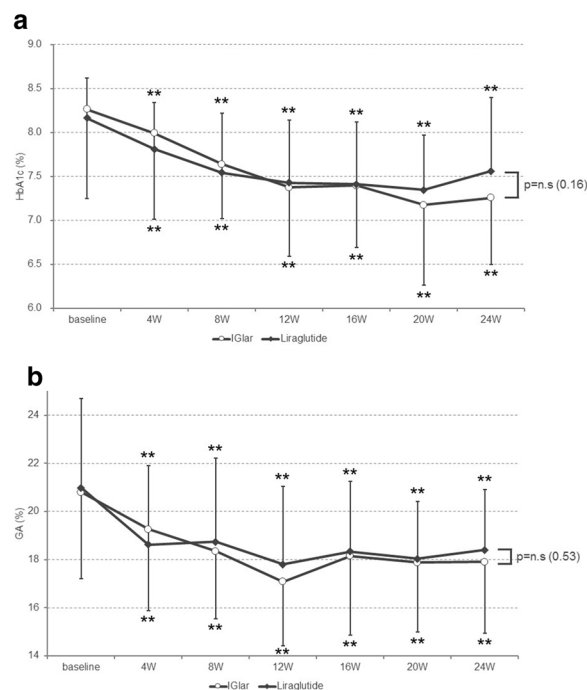 a
9.0
**
8.5
** ** ** ** **
8.0
HbA1c (%)
7.5
p=n.s (0.16)
7.0
** **
6.5
** ** ** **
6.0
baseline 4W 8W 12W 16W 20W 24W
IGlar Liraglutide
b
24
22
** ** ** ** ** **
20
GA (%)
18
p=n.s (0.53)
16
** ** ** ** ** **
14
baseline 4W 8W 12W 16W 20W 24W
IGlar Liraglutide